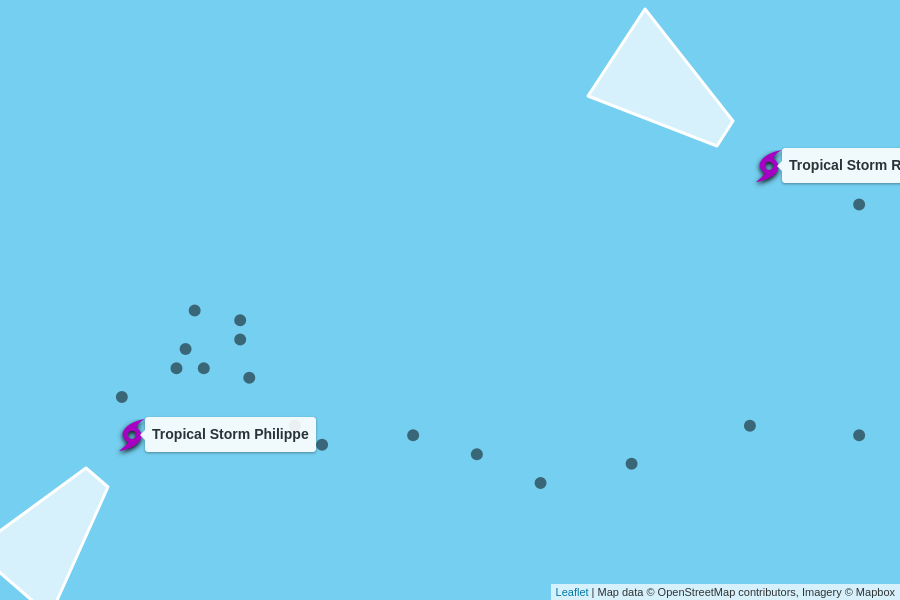 Tropical Storm R
Tropical Storm Philippe
Leaflet | Map data © OpenStreetMap contributors, Imagery © Mapbox